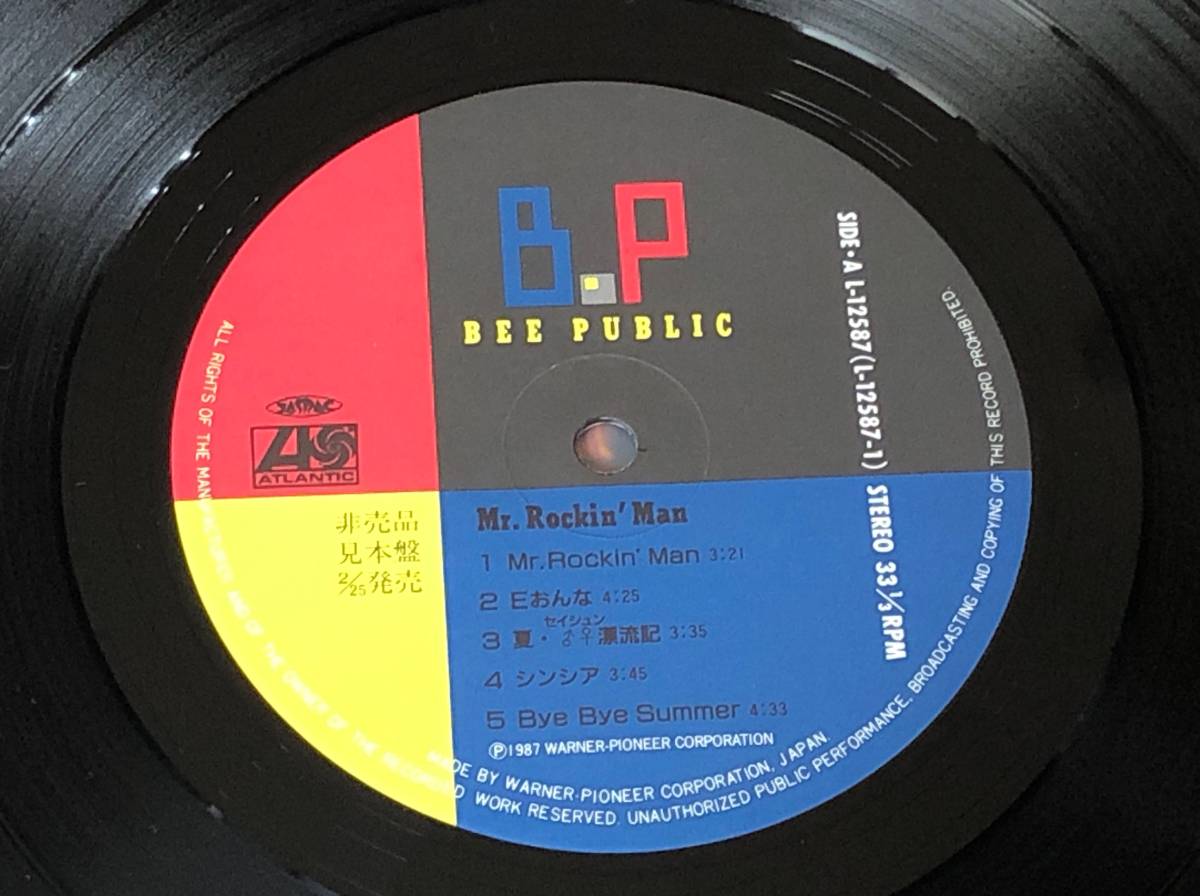 B.P
BEE PUBLIC
SIDE・A L-12587(L-12587-1) STEREO 33 1/3 RPM
ATLANTIC
非売品
見本盤
2/25発売
Mr. Rockin' Man
1 Mr.Rockin' Man 3:21
2 Eおんな 4:25
セイシュン
3 夏・♂♀漂流記 3:35
4 シンシア 3:45
5 Bye Bye Summer 4:33
Ⓟ1987 WARNER-PIONEER CORPORATION
MADE BY WARNER-PIONEER CORPORATION, JAPAN.
ALL RIGHTS OF THE MANUFACTURER AND OF THE OWNER OF THE RECORDED WORK RESERVED. UNAUTHORIZED PUBLIC PERFORMANCE, BROADCASTING AND COPYING OF THIS RECORD PROHIBITED.